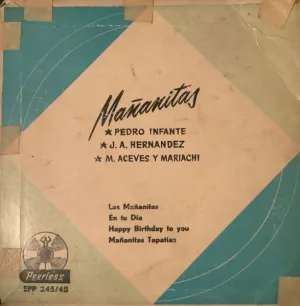 Mañanitas
★ PEDRO INFANTE
★ J. A. HERNANDEZ
★ M. ACEVES Y MARIACHI
Las Mañanitas
En tu Dia
Happy Birthday to you
Mañanitas Tapatias
Peerless
EPP 245/45